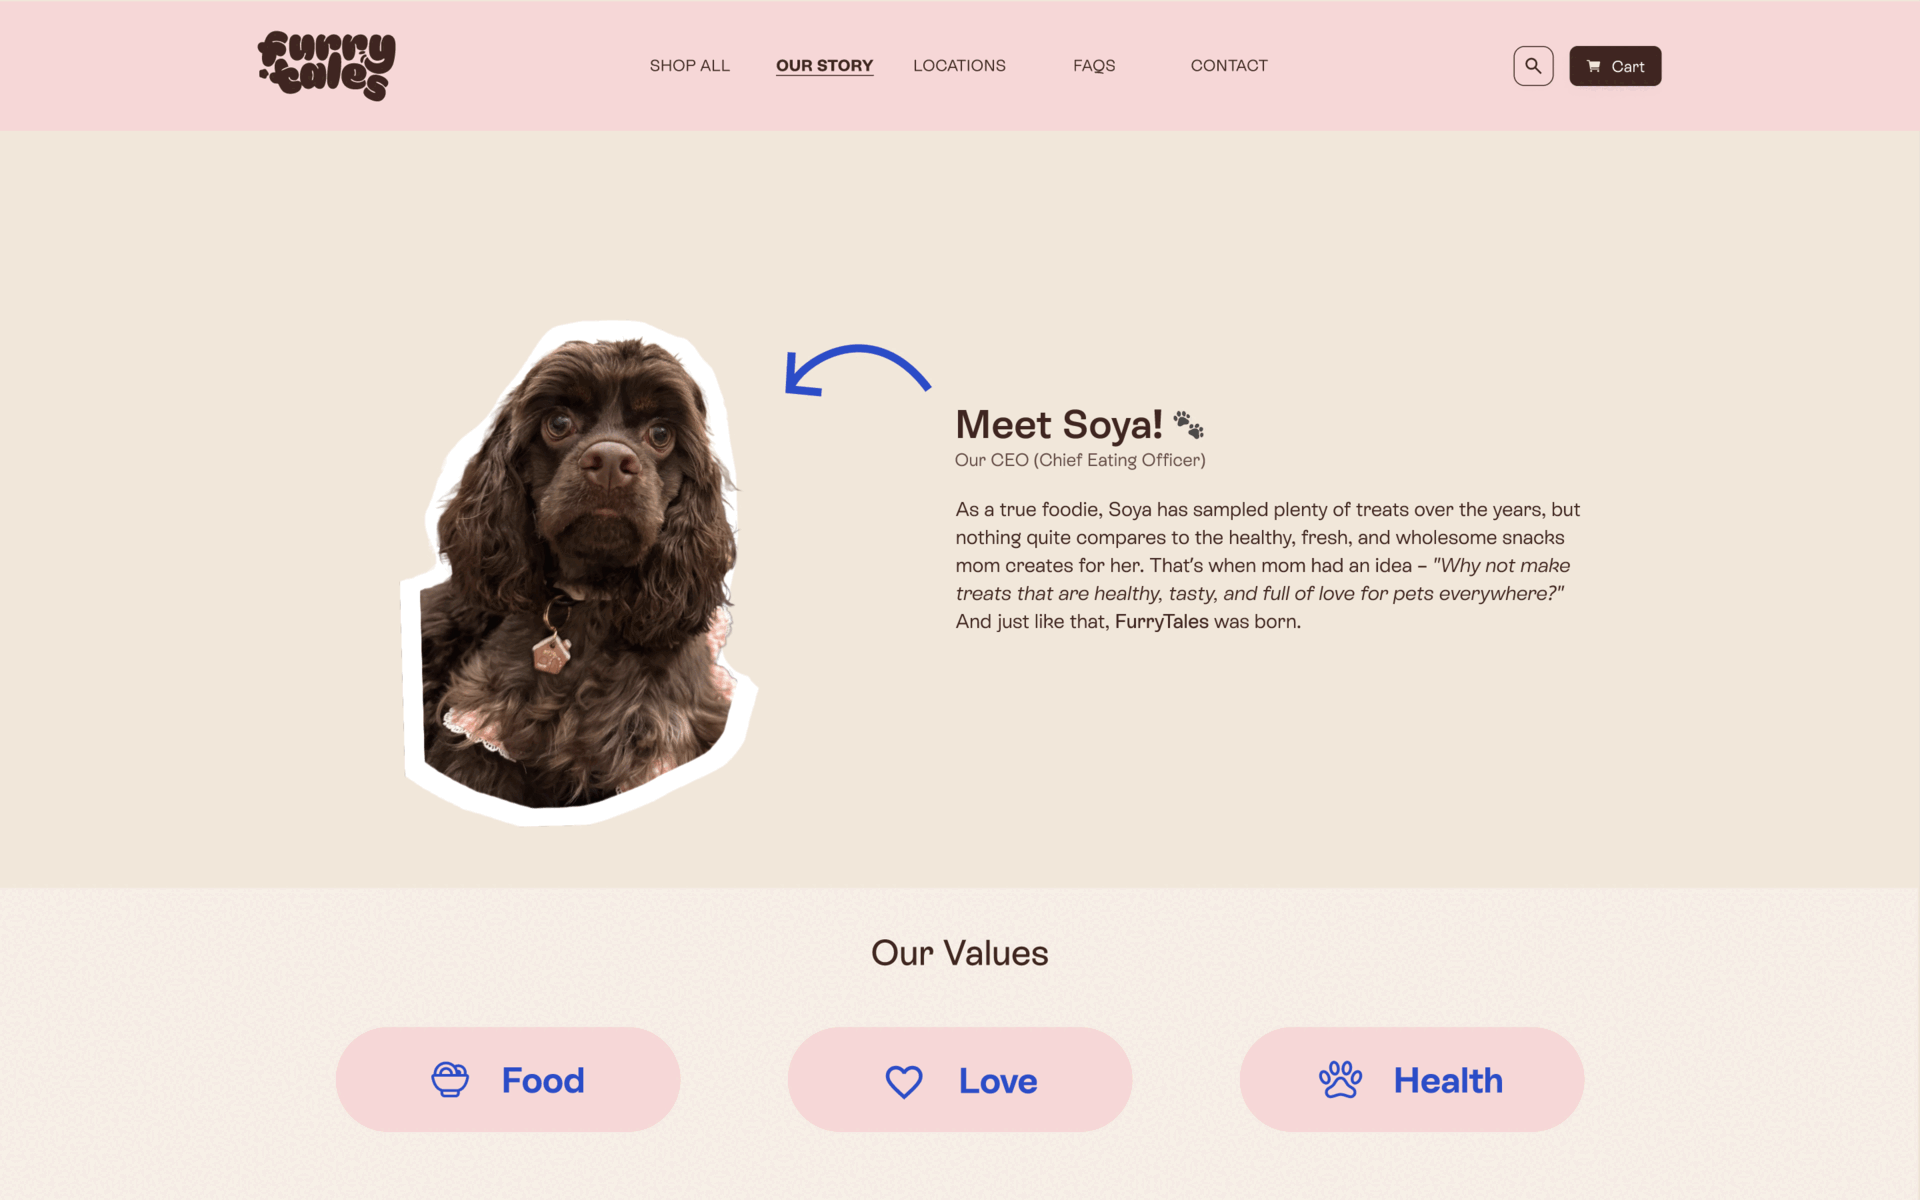 furry
tales
SHOP ALL
OUR STORY
LOCATIONS
FAQS
CONTACT
Cart
Meet Soya!
Our CEO (Chief Eating Officer)
As a true foodie, Soya has sampled plenty of treats over the years, but
nothing quite compares to the healthy, fresh, and wholesome snacks
mom creates for her. That's when mom had an idea – "Why not make
treats that are healthy, tasty, and full of love for pets everywhere?"
And just like that, FurryTales was born.
Our Values
Food
Love
Health